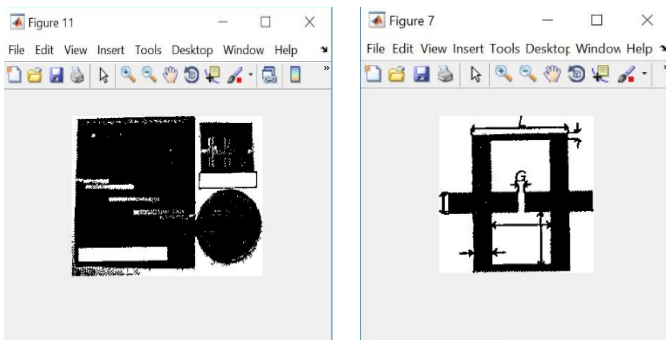 Figure 11
File Edit View Insert Tools Desktop Window Help
Figure 7
File Edit View Insert Tools Desktop Window Help
L
G